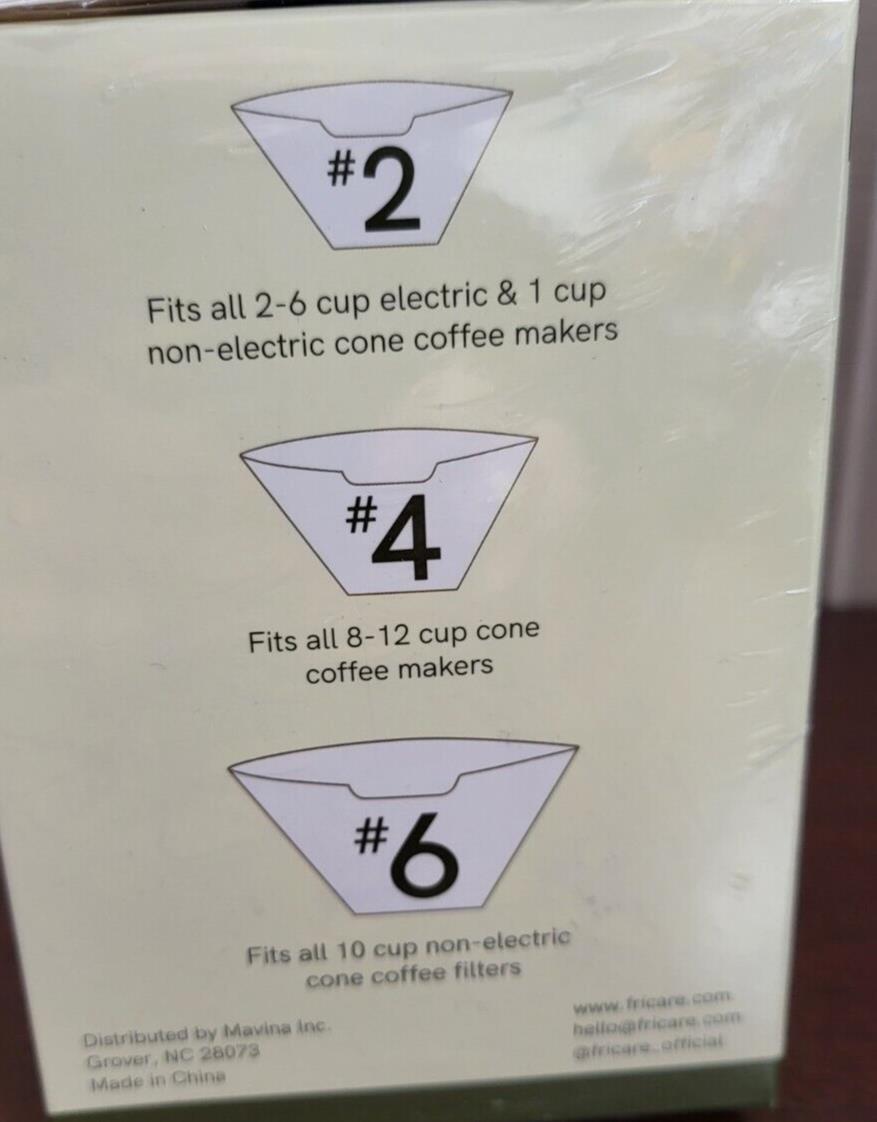 #2
Fits all 2-6 cup electric & 1 cup
non-electric cone coffee makers
#4
Fits all 8-12 cup cone
coffee makers
#6
Fits all 10 cup non-electric
cone coffee filters
Distributed by Mavina Inc.
Grover, NC 28073
Made in China
www.fricare.com
hello@fricare.com
@fricare_official